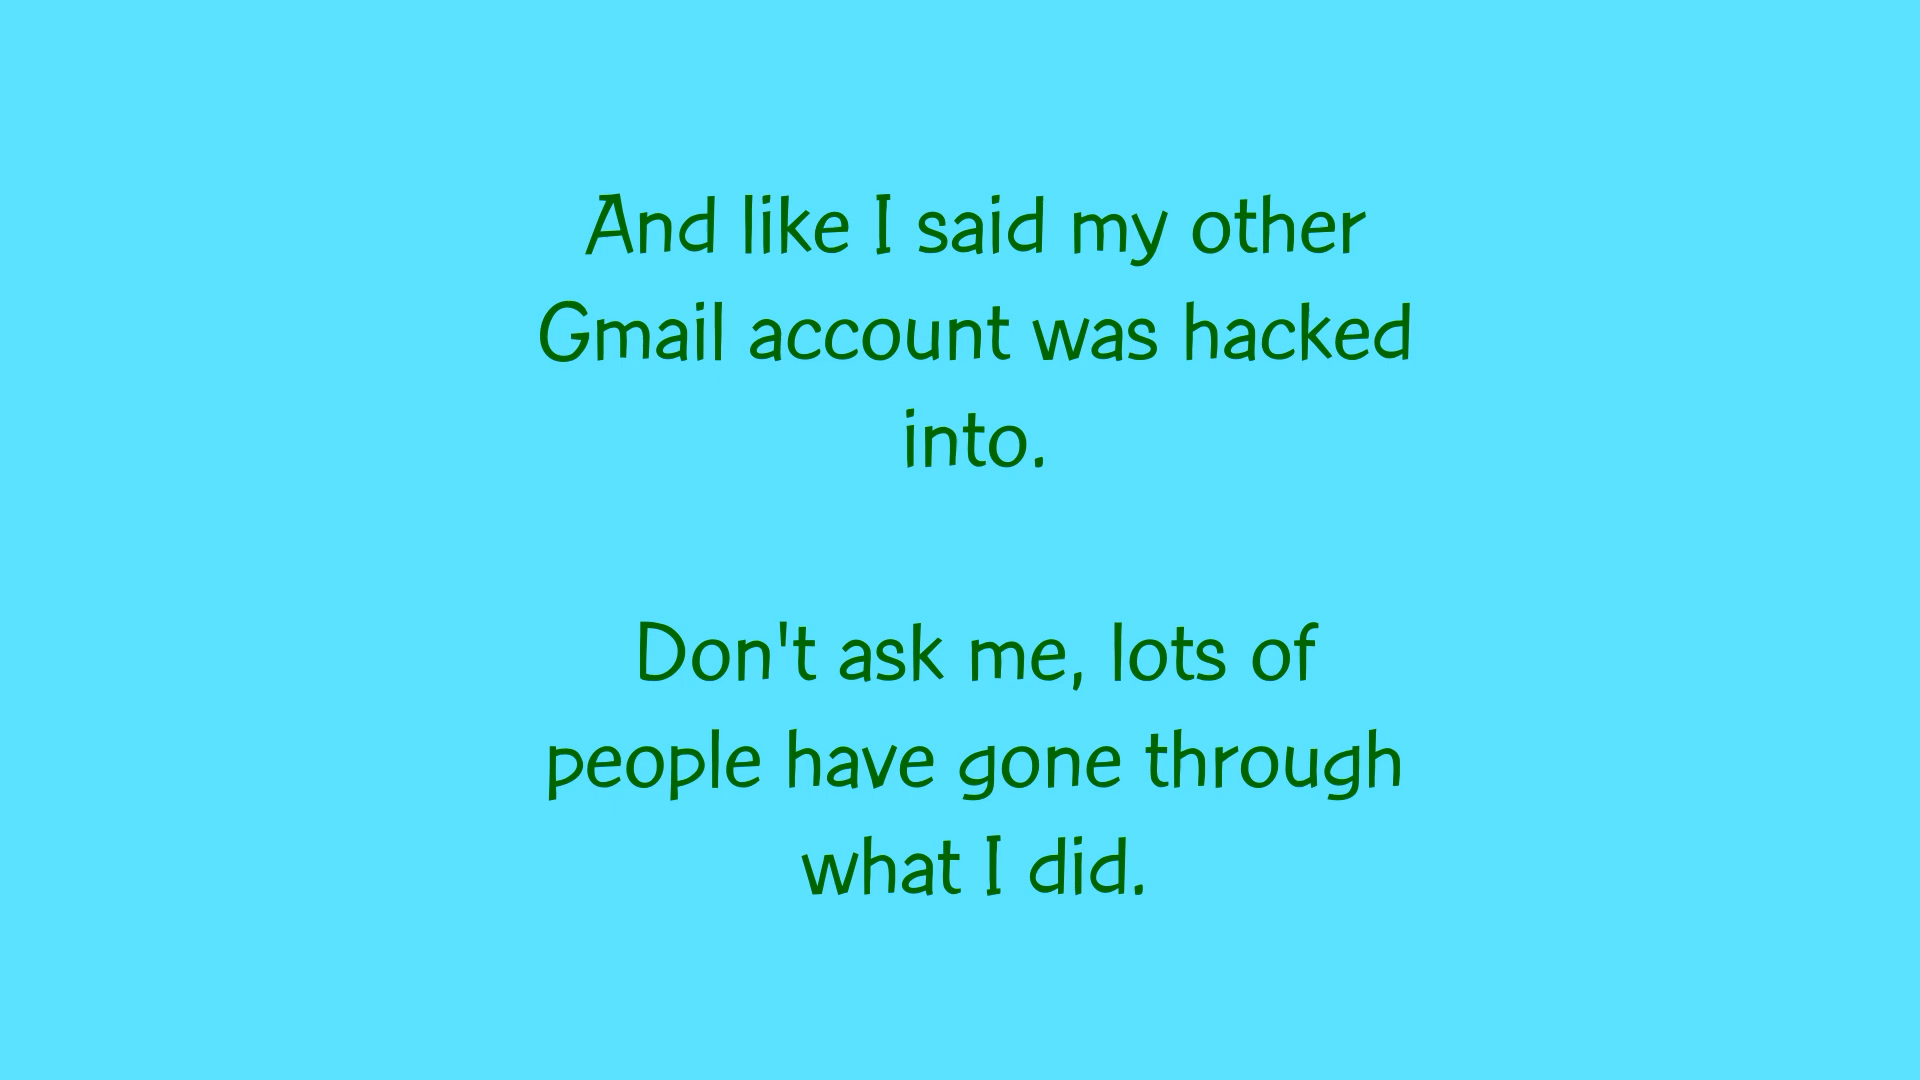 And like I said my other
Gmail account was hacked
into.
Don't ask me, lots of
people have gone through
what I did.